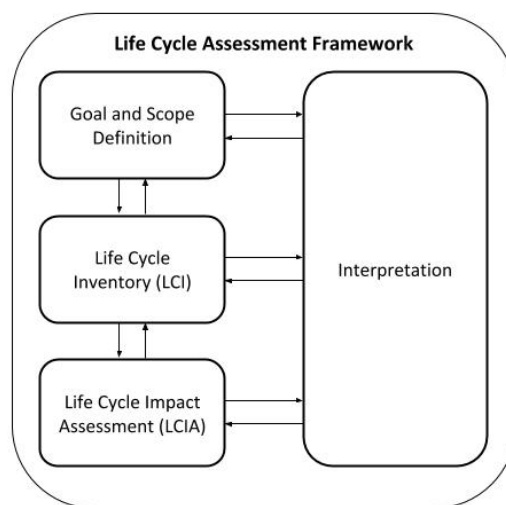 Life Cycle Assessment Framework
Goal and Scope
Definition
Life Cycle
Inventory (LCI)
Life Cycle Impact
Assessment (LCIA)
Interpretation